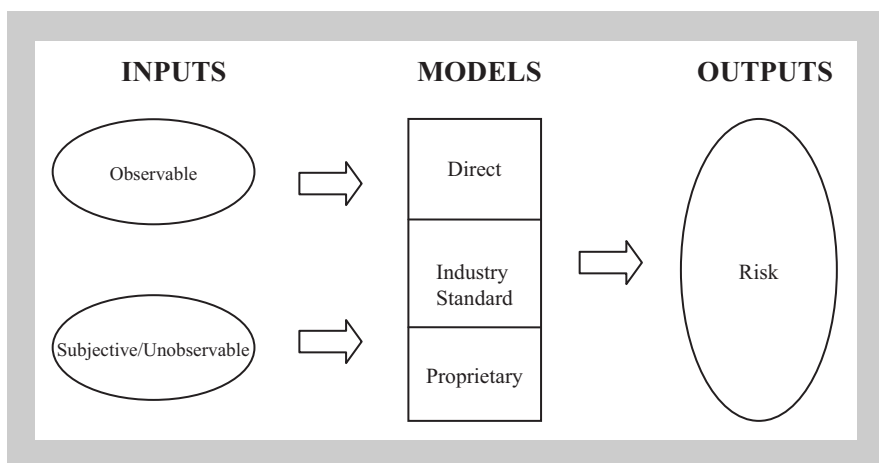 INPUTS
MODELS
OUTPUTS
Observable
Direct
Industry
Standard
Risk
Subjective/Unobservable
Proprietary